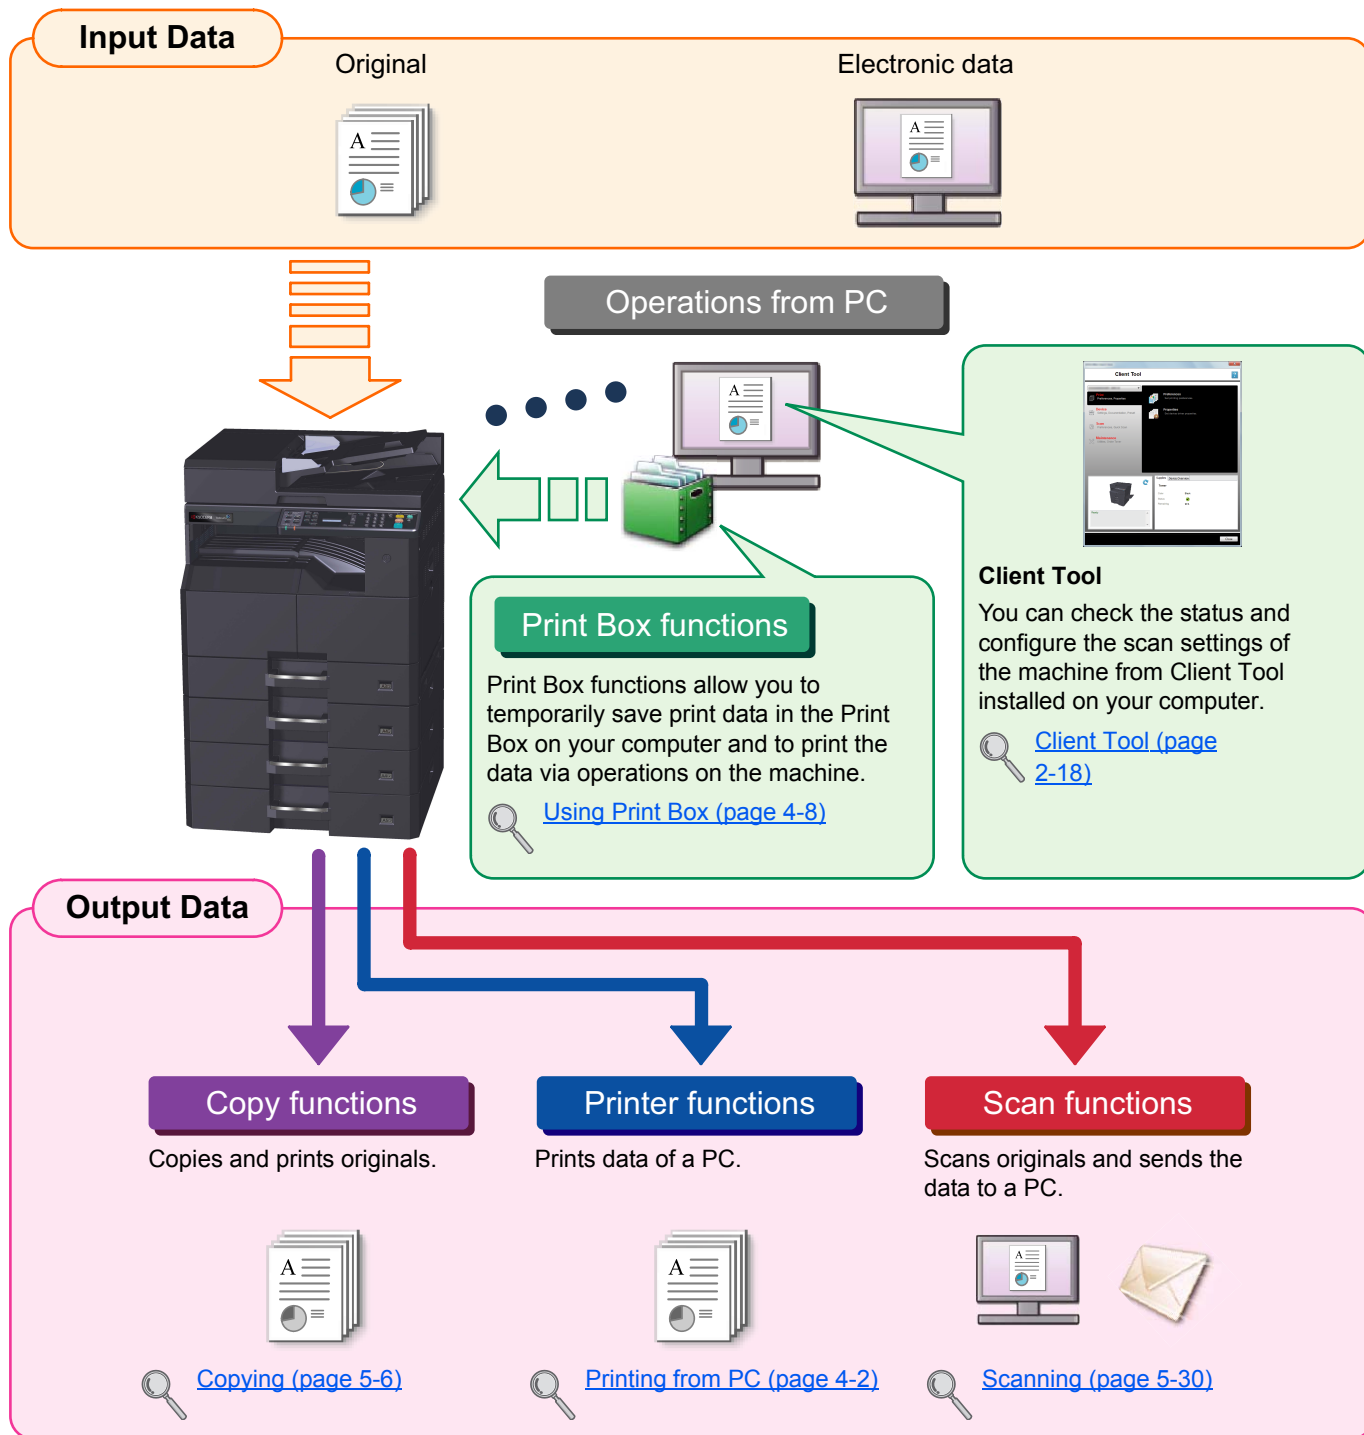 Input Data
Original
Electronic data
Operations from PC
Client Tool
Client Tool
You can check the status and
configure the scan settings of
the machine from Client Tool
installed on your computer.
Client Tool (page
2-18)
Print Box functions
Print Box functions allow you to
temporarily save print data in the Print
Box on your computer and to print the
data via operations on the machine.
Using Print Box (page 4-8)
Output Data
Copy functions
Copies and prints originals.
Copying (page 5-6)
Printer functions
Prints data of a PC.
Printing from PC (page 4-2)
Scan functions
Scans originals and sends the
data to a PC.
Scanning (page 5-30)
A
A
A
A
A
A